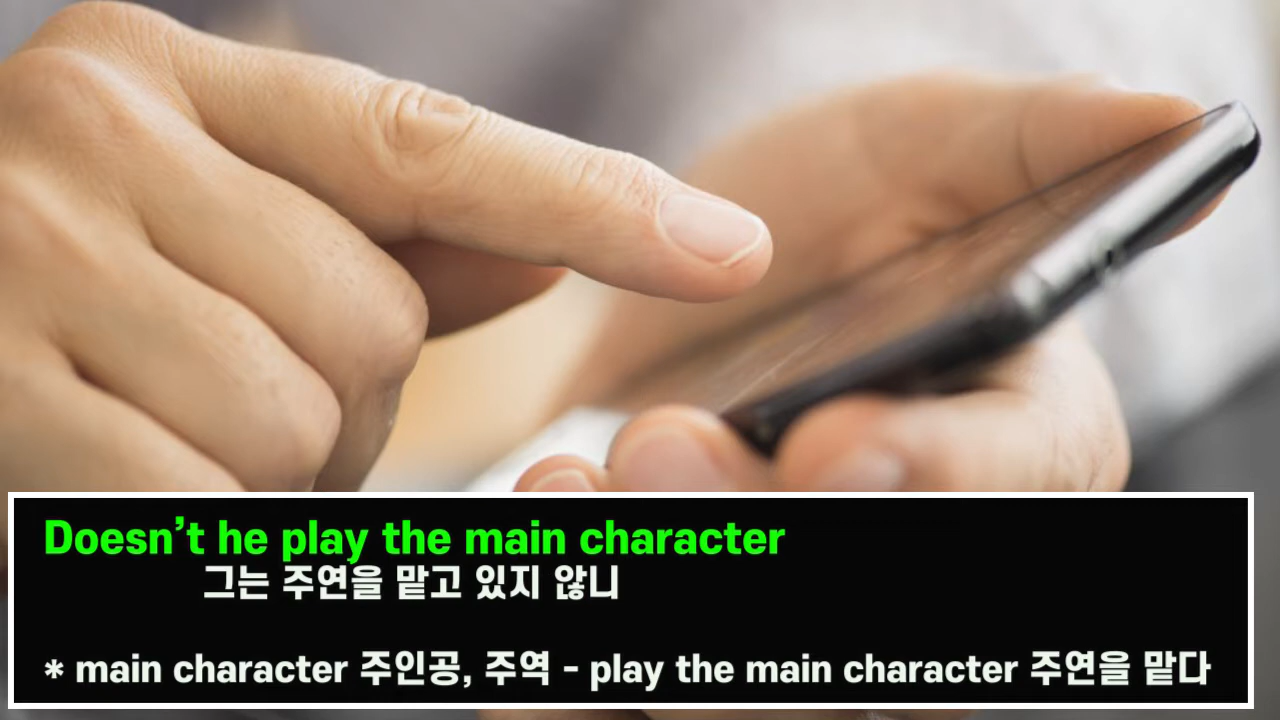 Doesn’t he play the main character
그는 주연을 맡고 있지 않니
* main character 주인공, 주역 - play the main character 주연을 맡다